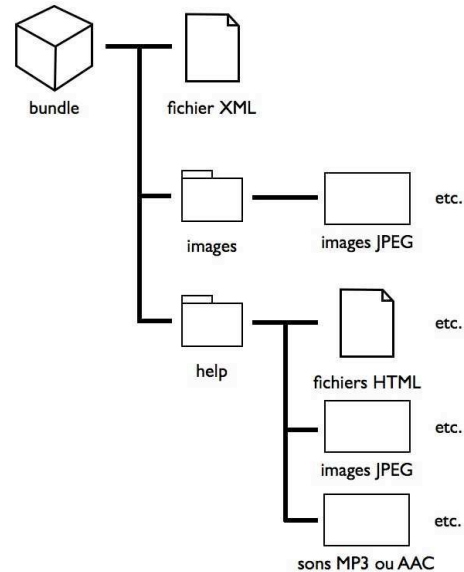 bundle
fichier XML
images
images JPEG
etc.
help
fichiers HTML
etc.
images JPEG
etc.
sons MP3 ou AAC
etc.